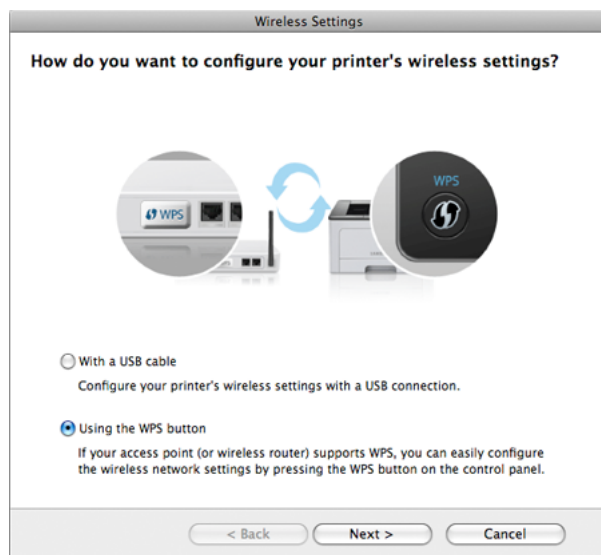 Wireless Settings
How do you want to configure your printer's wireless settings?
WPS
WPS
With a USB cable
Configure your printer's wireless settings with a USB connection.
Using the WPS button
If your access point (or wireless router) supports WPS, you can easily configure
the wireless network settings by pressing the WPS button on the control panel.
< Back
Next >
Cancel